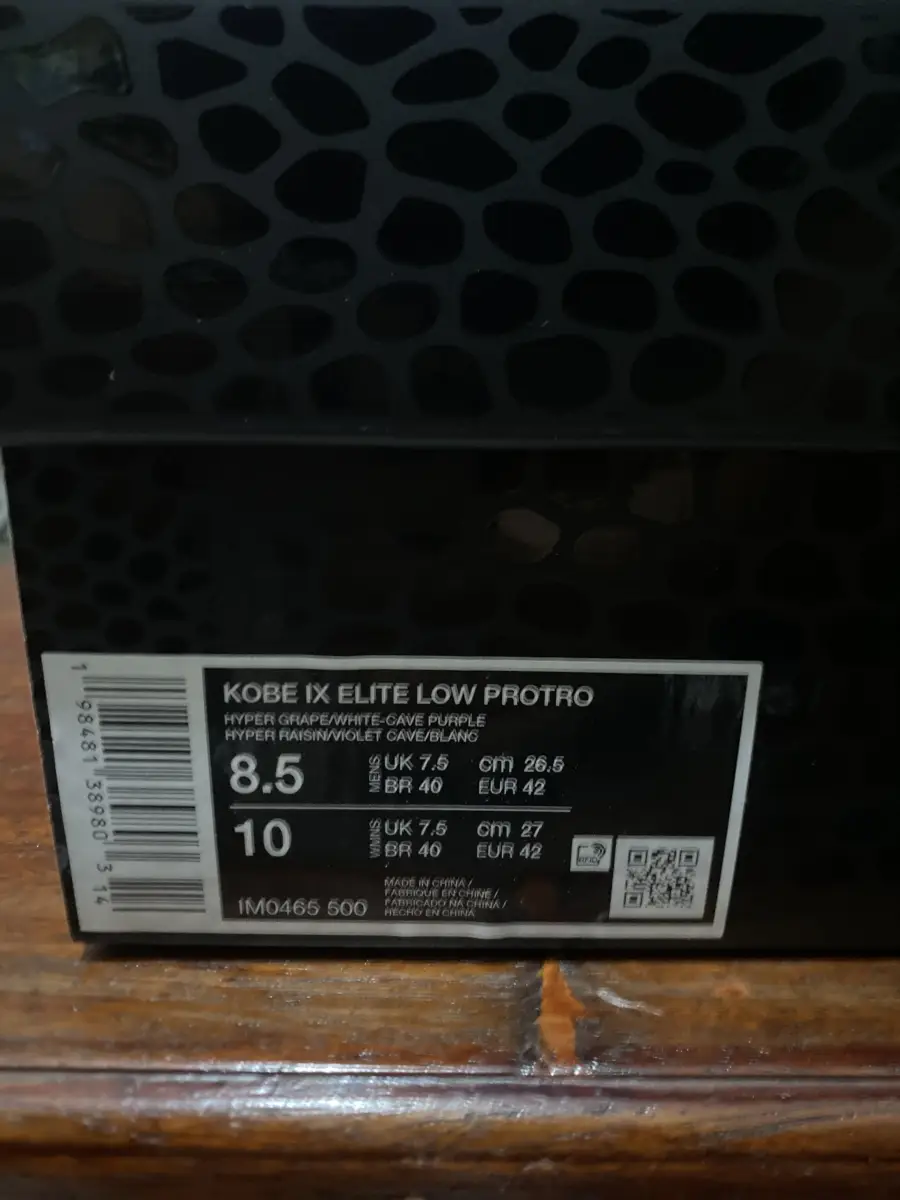 KOBE IX ELITE LOW PROTRO
HYPER GRAPE/WHITE-CAVE PURPLE
HYPER RAISIN/VIOLET CAVE/BLANC
8.5 MENS UK 7.5 cm 26.5
BR 40 EUR 42
10 WMNS UK 7.5 cm 27
BR 40 EUR 42
RFID
MADE IN CHINA /
FABRIQUE EN CHINE /
FABRICADO NA CHINA /
HECHO EN CHINA
IM0465 500
1 98481 38980 3 14